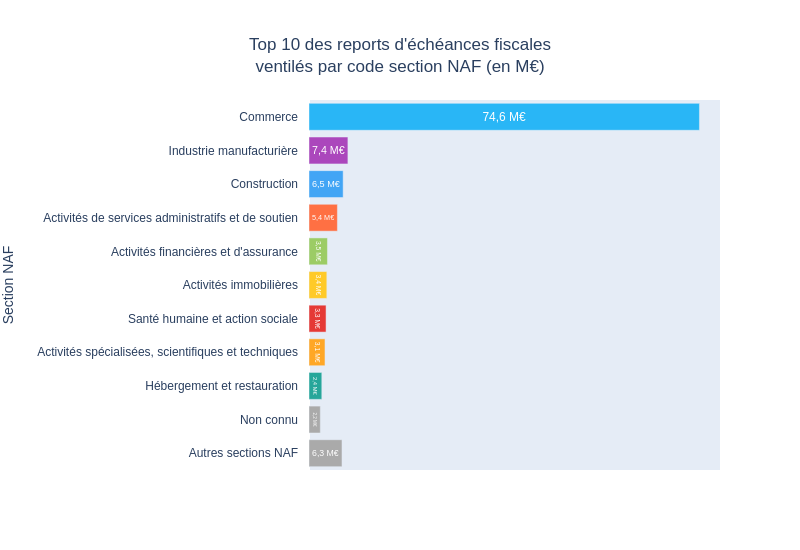 Top 10 des reports d'échéances fiscales
ventilés par code section NAF (en M€)
Section NAF
Commerce 74,6 M€
Industrie manufacturière 7,4 M€
Construction 6,5 M€
Activités de services administratifs et de soutien 5,4 M€
Activités financières et d'assurance 3,5 M€
Activités immobilières 3,4 M€
Santé humaine et action sociale 3,3 M€
Activités spécialisées, scientifiques et techniques 3,1 M€
Hébergement et restauration 2,4 M€
Non connu
Autres sections NAF 6,3 M€